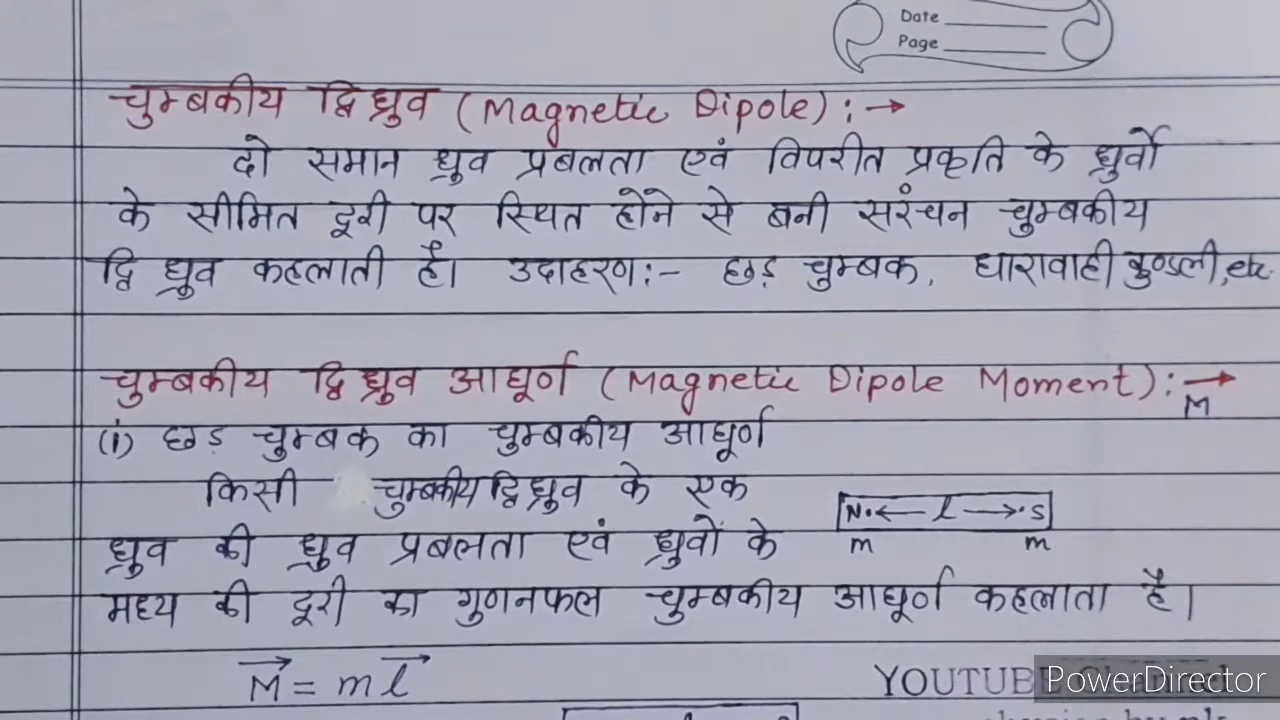 Date
Page
चुम्बकीय द्विध्रुव (Magnetic Dipole) : →
दो समान ध्रुव प्रबलता एवं विपरीत प्रकृति के ध्रुवों
के सीमित दूरी पर स्थित होने से बनी सरंचन चुम्बकीय
द्विध्रुव कहलाती है। उदाहरण:- छड़ चुम्बक, धारावाही कुण्डली, etc.
चुम्बकीय द्विध्रुव आघूर्ण (Magnetic Dipole Moment) : →
M
(i) छड़ चुम्बक का चुम्बकीय आघूर्ण
किसी चुम्बकीय द्विध्रुव के एक
N.← l →.S
m m
ध्रुव की ध्रुव प्रबलता एवं ध्रुवों के
मध्य की दूरी का गुणनफल चुम्बकीय आघूर्ण कहलाता है।
M⃗ = m l⃗
YOUTUBE
PowerDirector